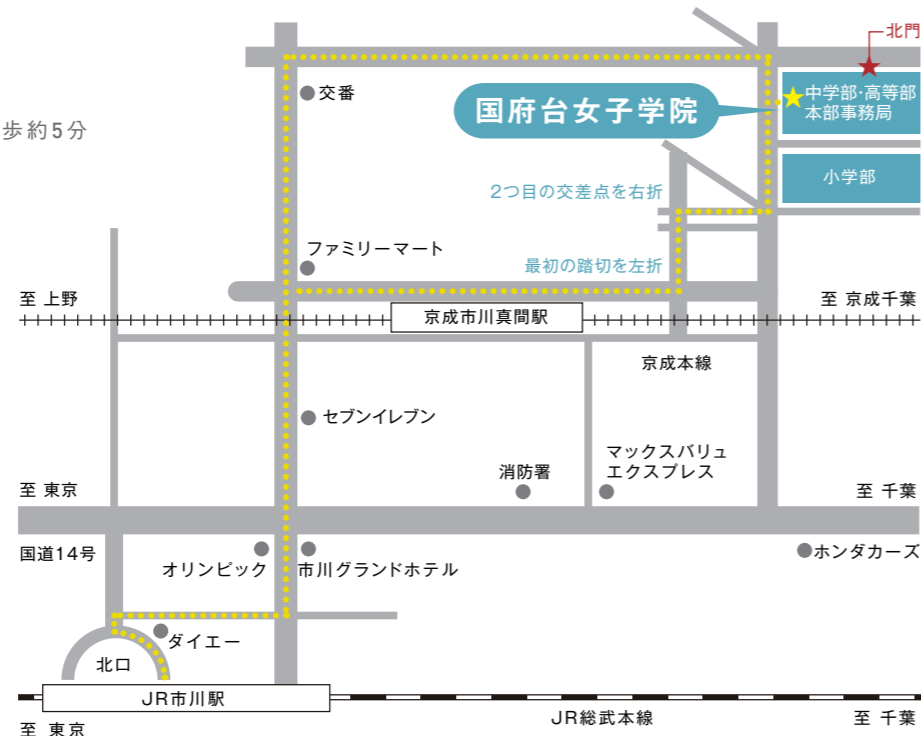 北門
交番
中学部・高等部
本部事務局
国府台女子学院
歩約5分
小学部
2つ目の交差点を右折
ファミリーマート
最初の踏切を左折
至 上野
至 京成千葉
京成市川真間駅
京成本線
セブンイレブン
マックスバリュ
エクスプレス
消防署
至 東京
至 千葉
国道14号
オリンピック
市川グランドホテル
ホンダカーズ
ダイエー
北口
JR市川駅
JR総武本線
至 千葉
至 東京